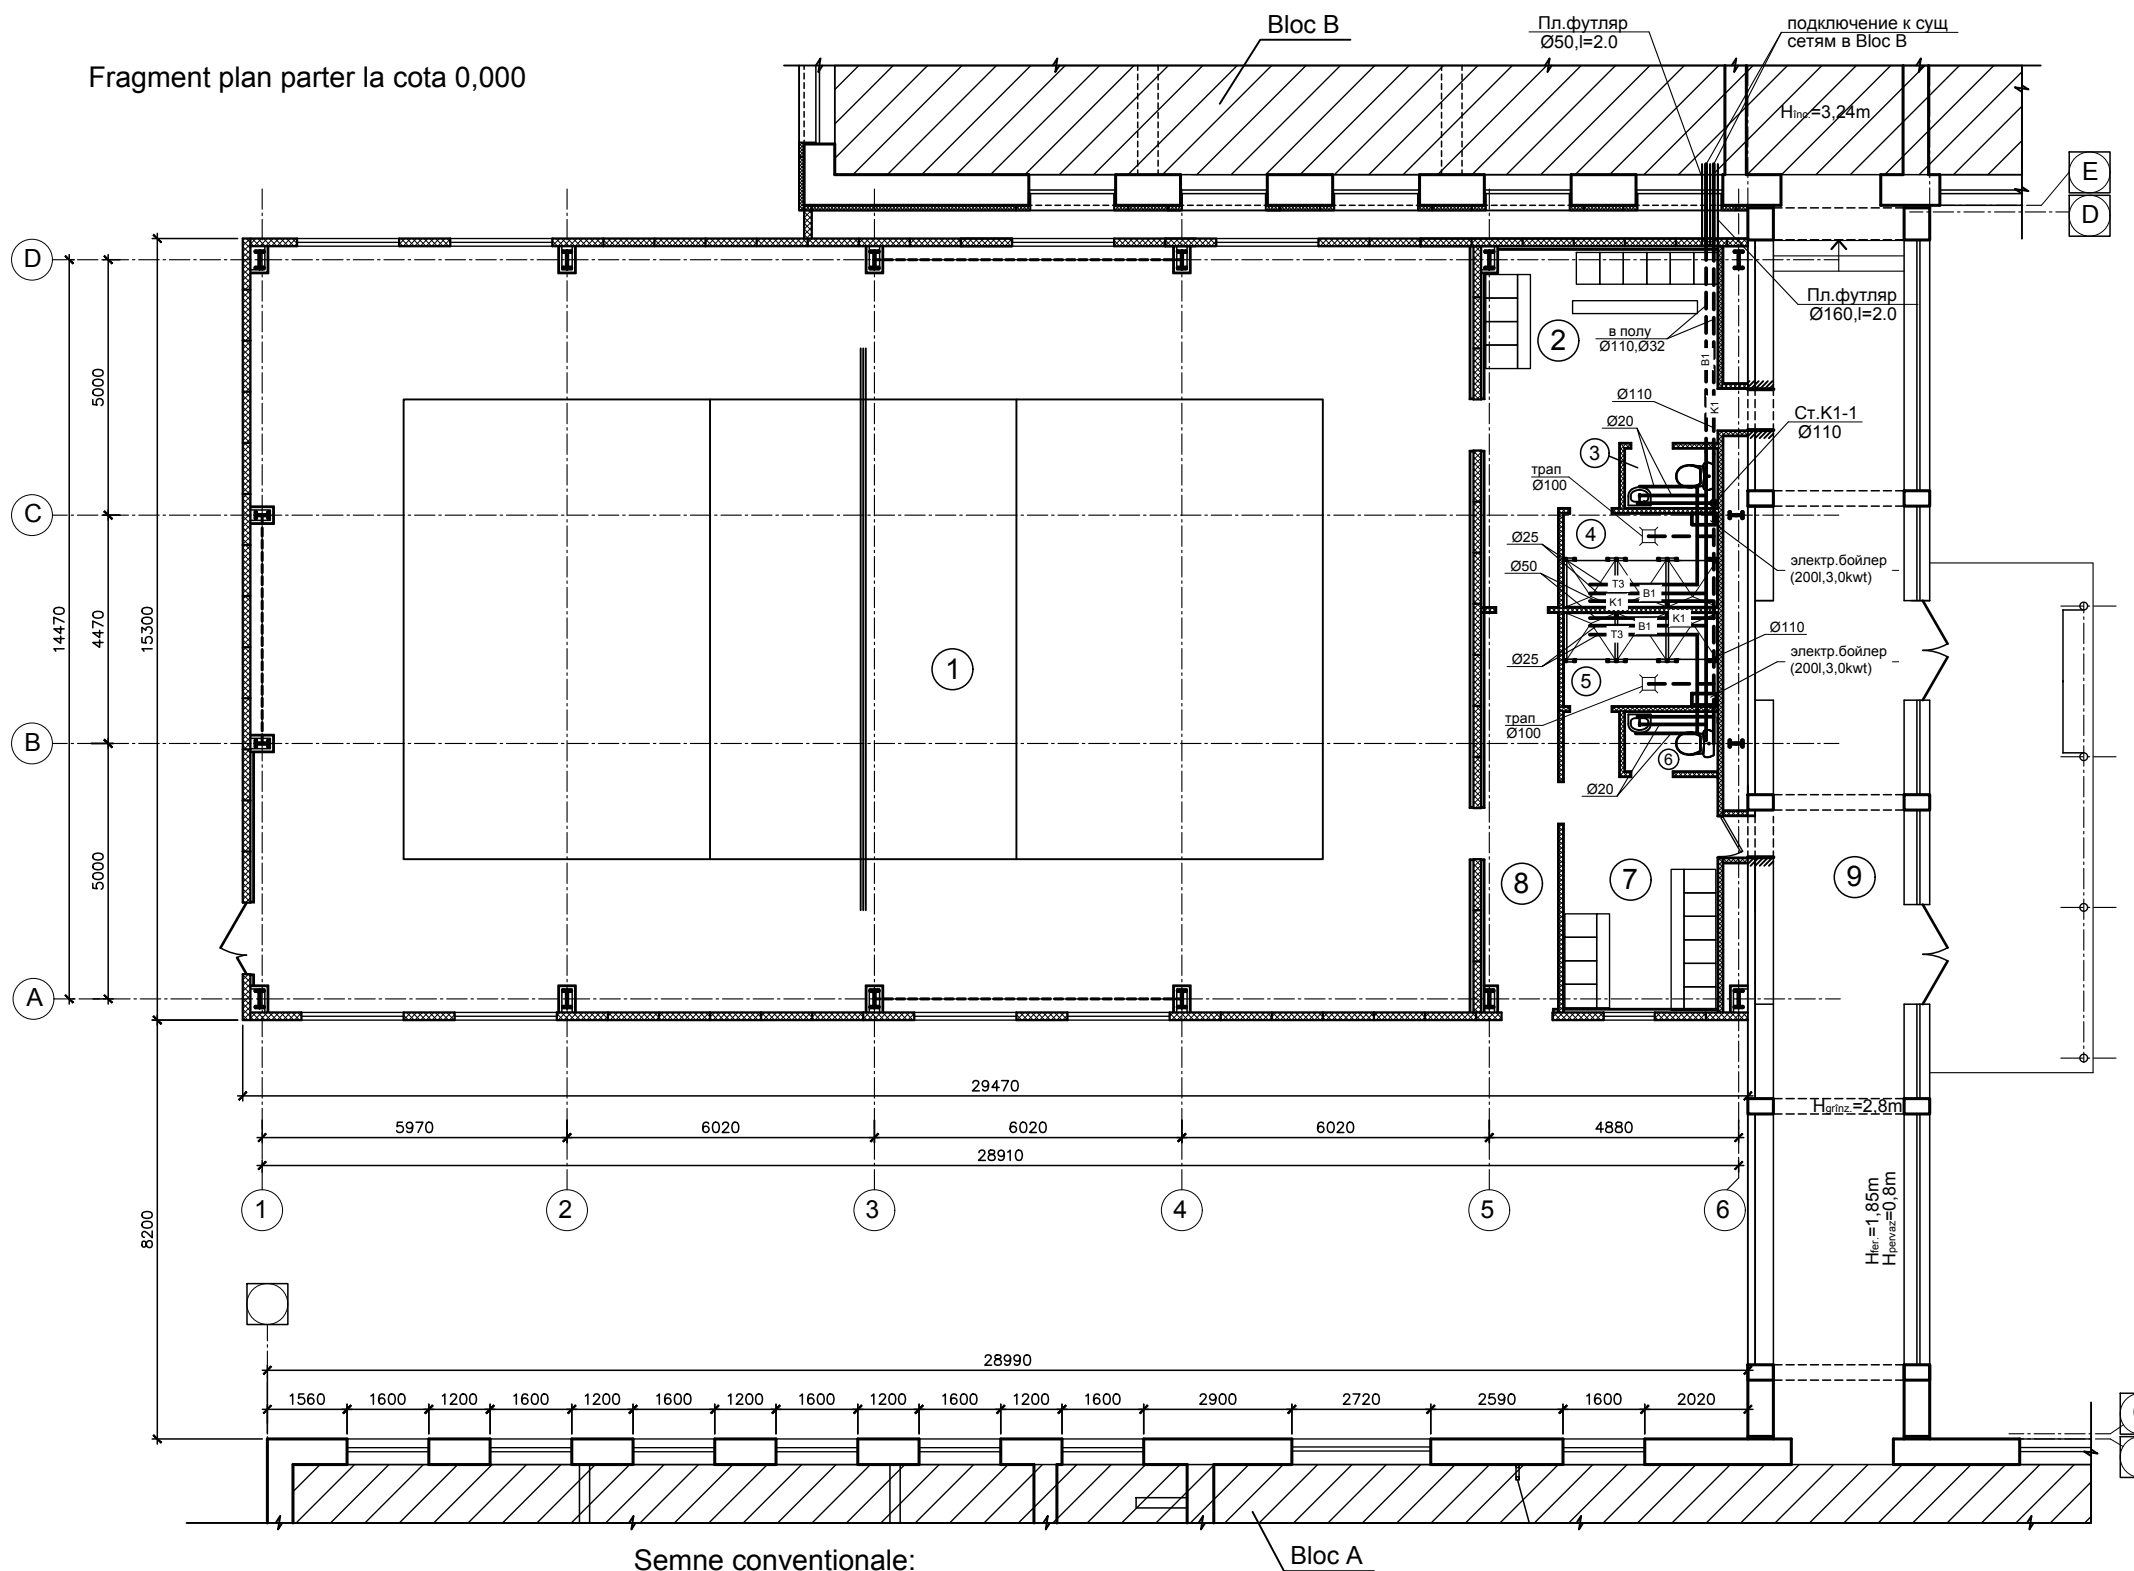 Bloc B
Пл.футляр
Ø50,l=2.0
подключение к сущ
сетям в Bloc B
Fragment plan parter la cota 0,000
Hînc.=3,24m
E
D
D
Пл.футляр
Ø160,l=2.0
2
в полу
Ø110,Ø32
B1
5000
Ø110
K1
Ст.K1-1
Ø110
Ø20
3
трап
Ø100
C
4
Ø25
электр.бойлер
(200l,3,0kwt)
Ø50
T3
B1
K1
14470
4470
15300
K1
B1
T3
Ø110
1
Ø25
электр.бойлер
(200l,3,0kwt)
5
трап
Ø100
B
6
Ø20
5000
8
7
9
A
29470
Hgrînz.=2,8m
5970
6020
6020
6020
4880
28910
1
2
3
4
5
6
8200
Hfer.=1,85m
Hpervaz=0,8m
28990
1560
1600
1200
1600
1200
1600
1200
1600
1200
1600
1200
1600
2900
2720
2590
1600
2020
Semne conventionale:
Bloc A